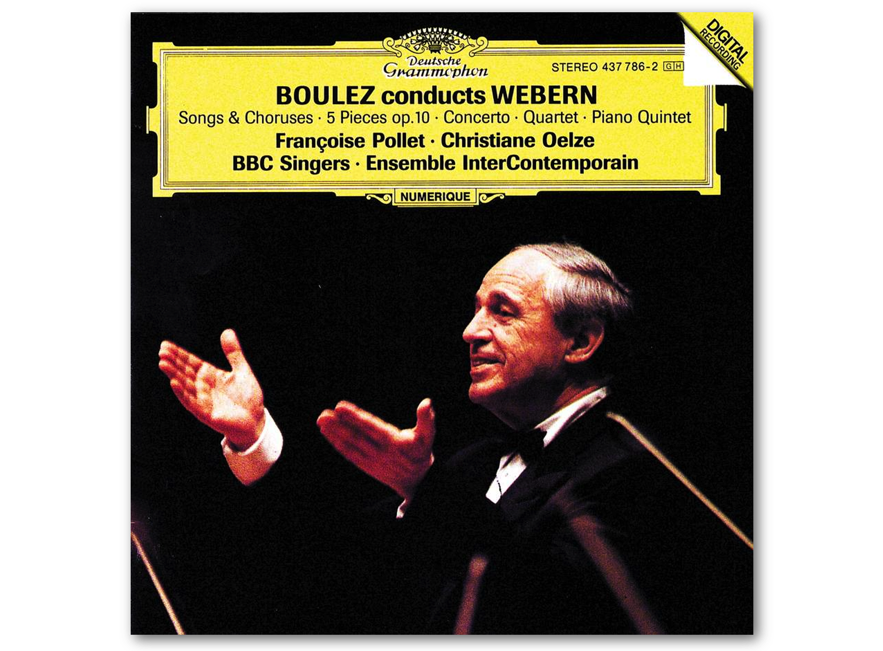 Deutsche
Grammophon
STEREO 437 786-2 GH
DIGITAL
RECORDING
BOULEZ conducts WEBERN
Songs & Choruses · 5 Pieces op.10 · Concerto · Quartet · Piano Quintet
Françoise Pollet · Christiane Oelze
BBC Singers · Ensemble InterContemporain
NUMERIQUE